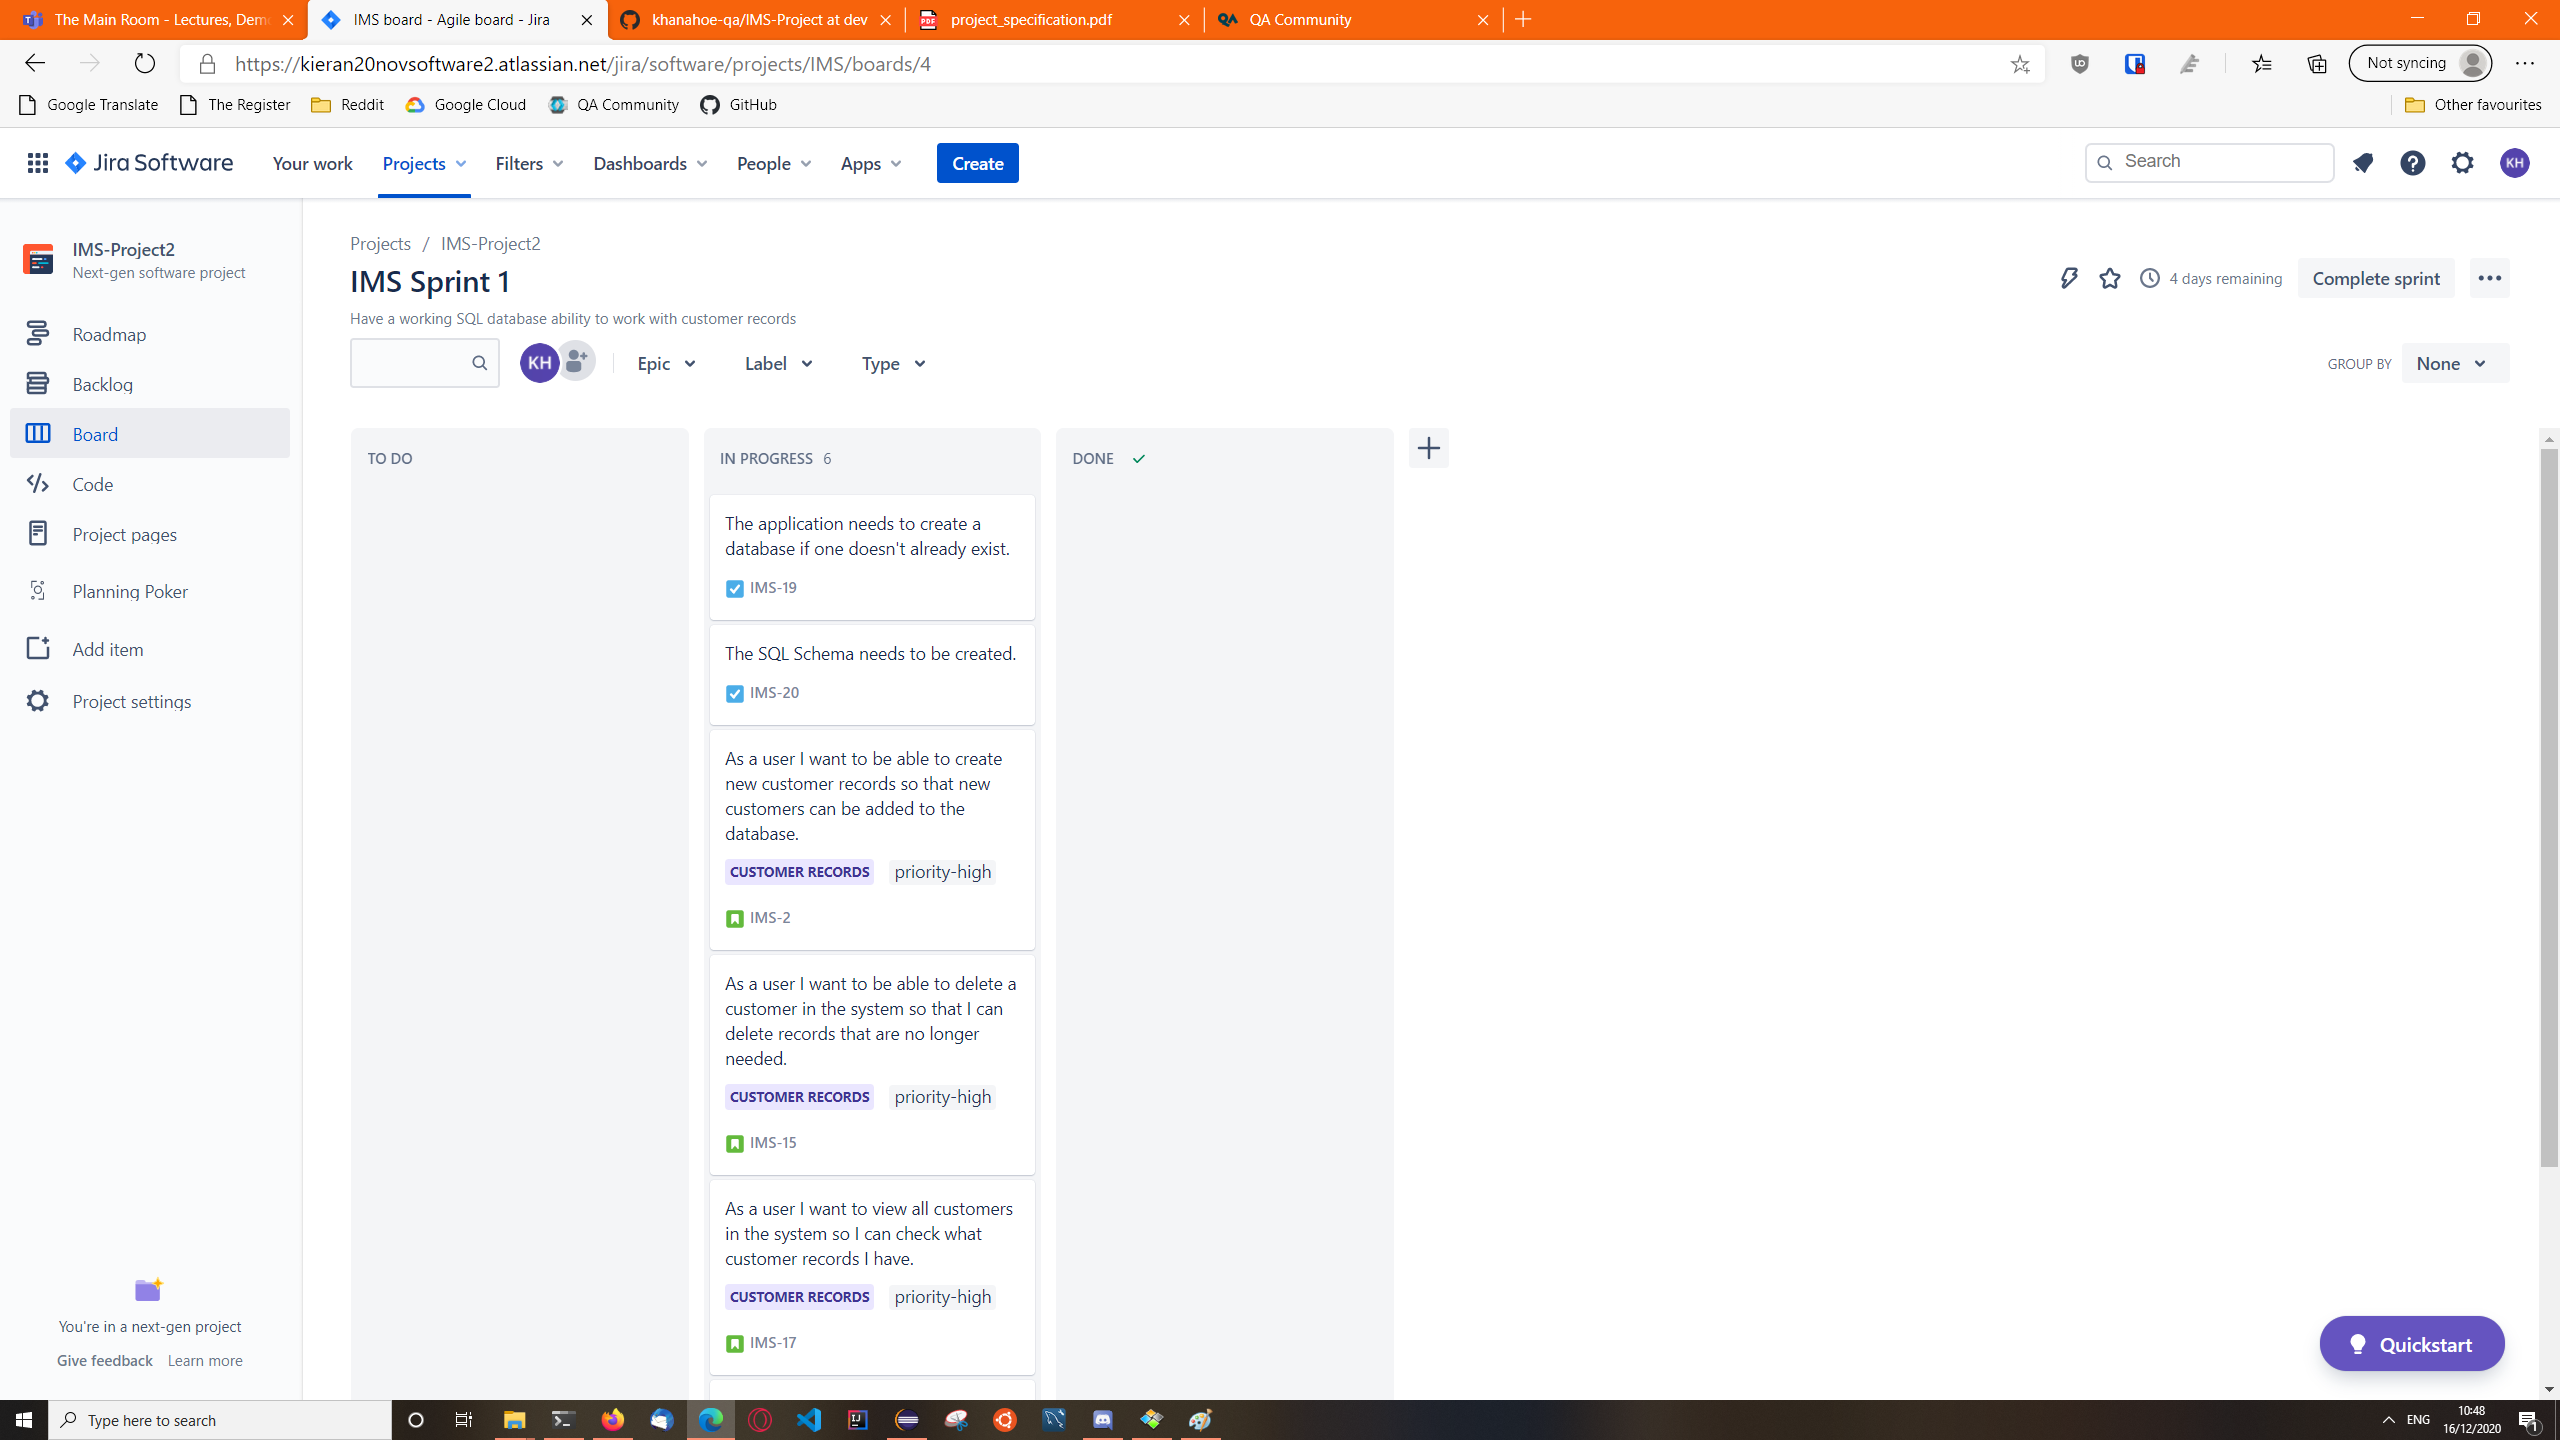 The Main Room - Lectures, Dem
IMS board - Agile board - Jira
khanahoe-qa/IMS-Project at dev
project_specification.pdf
QA Community
https://kieran20novsoftware2.atlassian.net/jira/software/projects/IMS/boards/4
Not syncing
Google Translate
The Register
Reddit
Google Cloud
QA Community
GitHub
Other favourites
Jira Software
Your work
Projects
Filters
Dashboards
People
Apps
Create
Search
KH
IMS-Project2
Next-gen software project
Roadmap
Backlog
Board
Code
Project pages
Planning Poker
Add item
Project settings
You're in a next-gen project
Give feedback Learn more
Projects / IMS-Project2
IMS Sprint 1
4 days remaining
Complete sprint
Have a working SQL database ability to work with customer records
KH
Epic
Label
Type
GROUP BY
None
TO DO
IN PROGRESS 6
The application needs to create a
database if one doesn't already exist.
IMS-19
The SQL Schema needs to be created.
IMS-20
As a user I want to be able to create
new customer records so that new
customers can be added to the
database.
CUSTOMER RECORDS priority-high
IMS-2
As a user I want to be able to delete a
customer in the system so that I can
delete records that are no longer
needed.
CUSTOMER RECORDS priority-high
IMS-15
As a user I want to view all customers
in the system so I can check what
customer records I have.
CUSTOMER RECORDS priority-high
IMS-17
DONE
Quickstart
Type here to search
ENG
10:48
16/12/2020
1